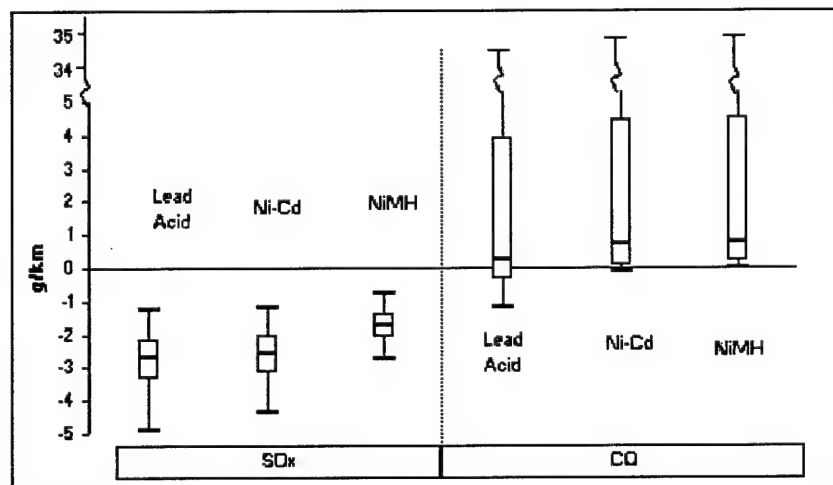 35
34
5
4
3
2
1
0
-1
-2
-3
-4
-5
g/km
Lead
Acid
Ni-Cd
NiMH
Lead
Acid
Ni-Cd
NiMH
SOx
CO